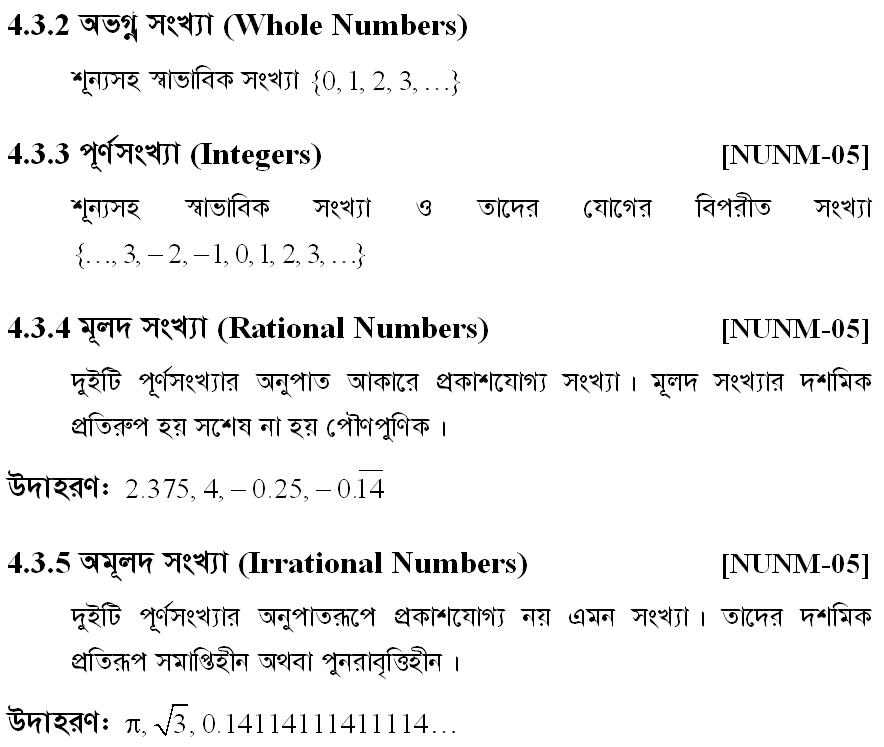 4.3.2 অভগ্ন সংখ্যা (Whole Numbers)
শূন্যসহ স্বাভাবিক সংখ্যা {0, 1, 2, 3, …}
4.3.3 পূর্ণসংখ্যা (Integers) [NUNM-05]
শূন্যসহ স্বাভাবিক সংখ্যা ও তাদের যোগের বিপরীত সংখ্যা
{…, 3, −2, −1, 0, 1, 2, 3, …}
4.3.4 মূলদ সংখ্যা (Rational Numbers) [NUNM-05]
দুইটি পূর্ণসংখ্যার অনুপাত আকারে প্রকাশযোগ্য সংখ্যা। মূলদ সংখ্যার দশমিক
প্রতিরুপ হয় সশেষ না হয় পৌণপুণিক।
উদাহরণঃ 2.375, 4, −0.25, −0.1̅4̅
4.3.5 অমূলদ সংখ্যা (Irrational Numbers) [NUNM-05]
দুইটি পূর্ণসংখ্যার অনুপাতরূপে প্রকাশযোগ্য নয় এমন সংখ্যা। তাদের দশমিক
প্রতিরূপ সমাপ্তিহীন অথবা পুনরাবৃত্তিহীন।
উদাহরণঃ π, √3, 0.14114111411114…